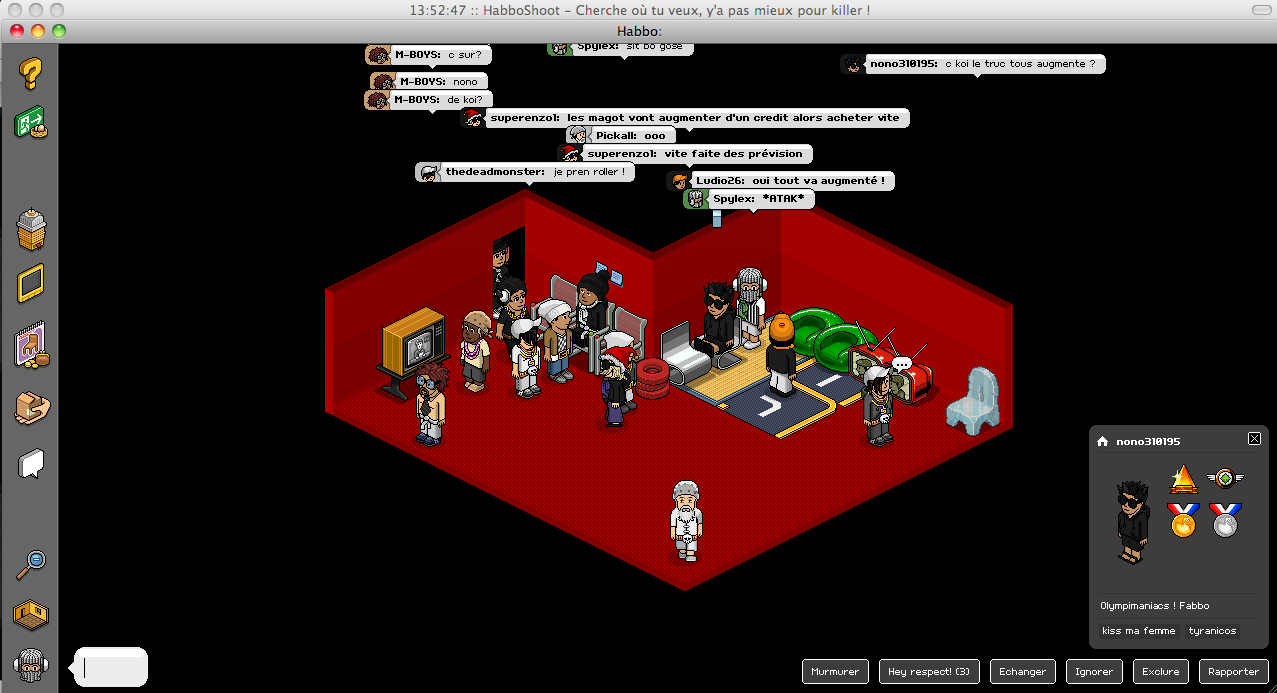 13:52:47 :: HabboShoot - Cherche où tu veux, y'a pas mieux pour killer !
Habbo:
M-BOYS: c sur?
Spylex: sit bo gose
nono310195: c koi le truc tous augmente ?
M-BOYS: nono
M-BOYS: de koi?
superenzo1: les magot vont augmenter d'un credit alors acheter vite
Pickall: ooo
superenzo1: vite faite des prévision
thedeadmonster: je pren roller !
Ludio26: oui tout va augmenté !
Spylex: *ATAK*
nono310195
Olympimaniacs ! Fabbo
kiss ma femme tyranicos
Murmurer Hey respect! (3) Echanger Ignorer Exclure Rapporter